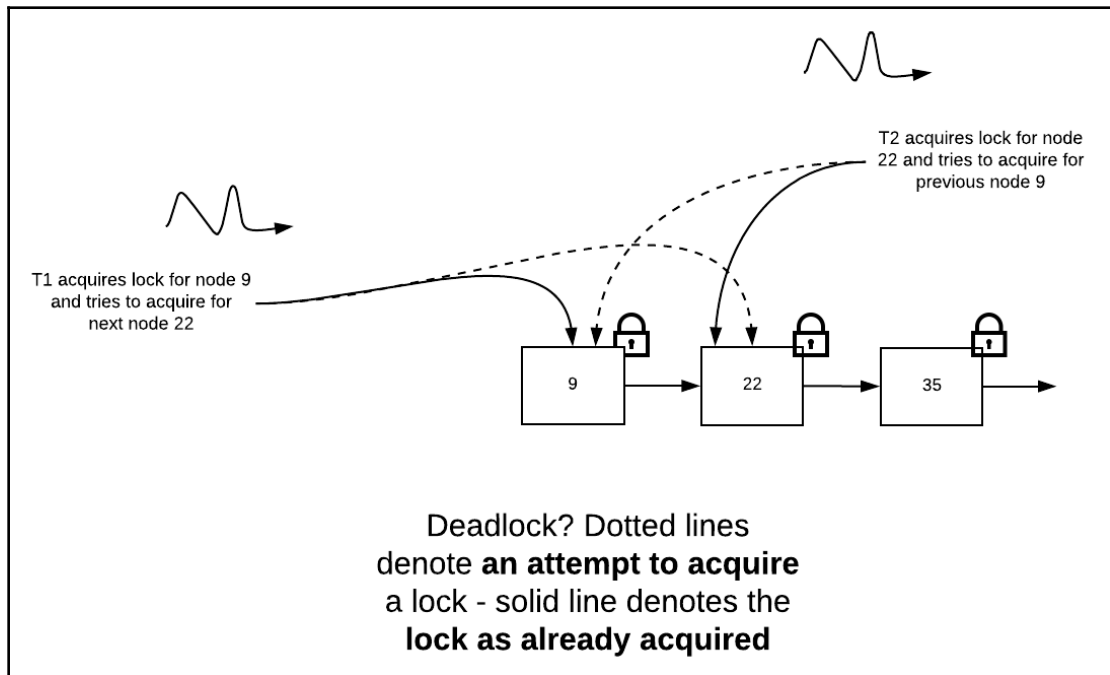 T2 acquires lock for node
22 and tries to acquire for
previous node 9
T1 acquires lock for node 9
and tries to acquire for
next node 22
9
22
35
Deadlock? Dotted lines
denote an attempt to acquire
a lock - solid line denotes the
lock as already acquired